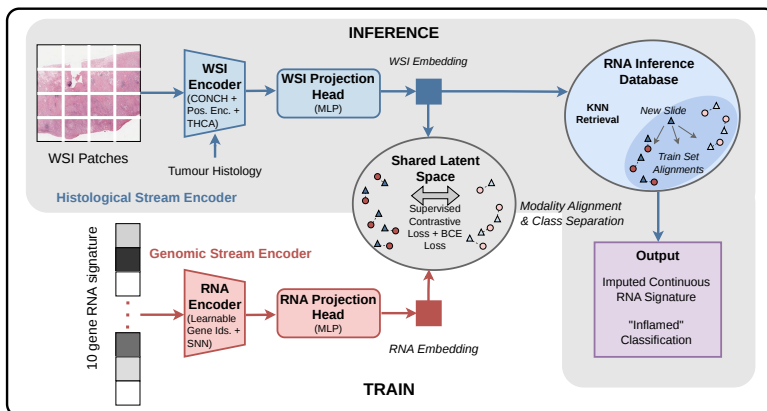 INFERENCE
WSI Patches
WSI
Encoder
(CONCH +
Pos. Enc. +
THCA)
Tumour Histology
WSI Projection
Head
(MLP)
WSI Embedding
RNA Inference
Database
KNN
Retrieval
New Slide
Train Set
Alignments
Histological Stream Encoder
Shared Latent
Space
Supervised
Contrastive
Loss + BCE
Loss
Modality Alignment
& Class Separation
10 gene RNA signature
Genomic Stream Encoder
RNA
Encoder
(Learnable
Gene Ids. +
SNN)
RNA Projection
Head
(MLP)
RNA Embedding
Output
Imputed Continuous
RNA Signature
"Inflamed"
Classification
TRAIN